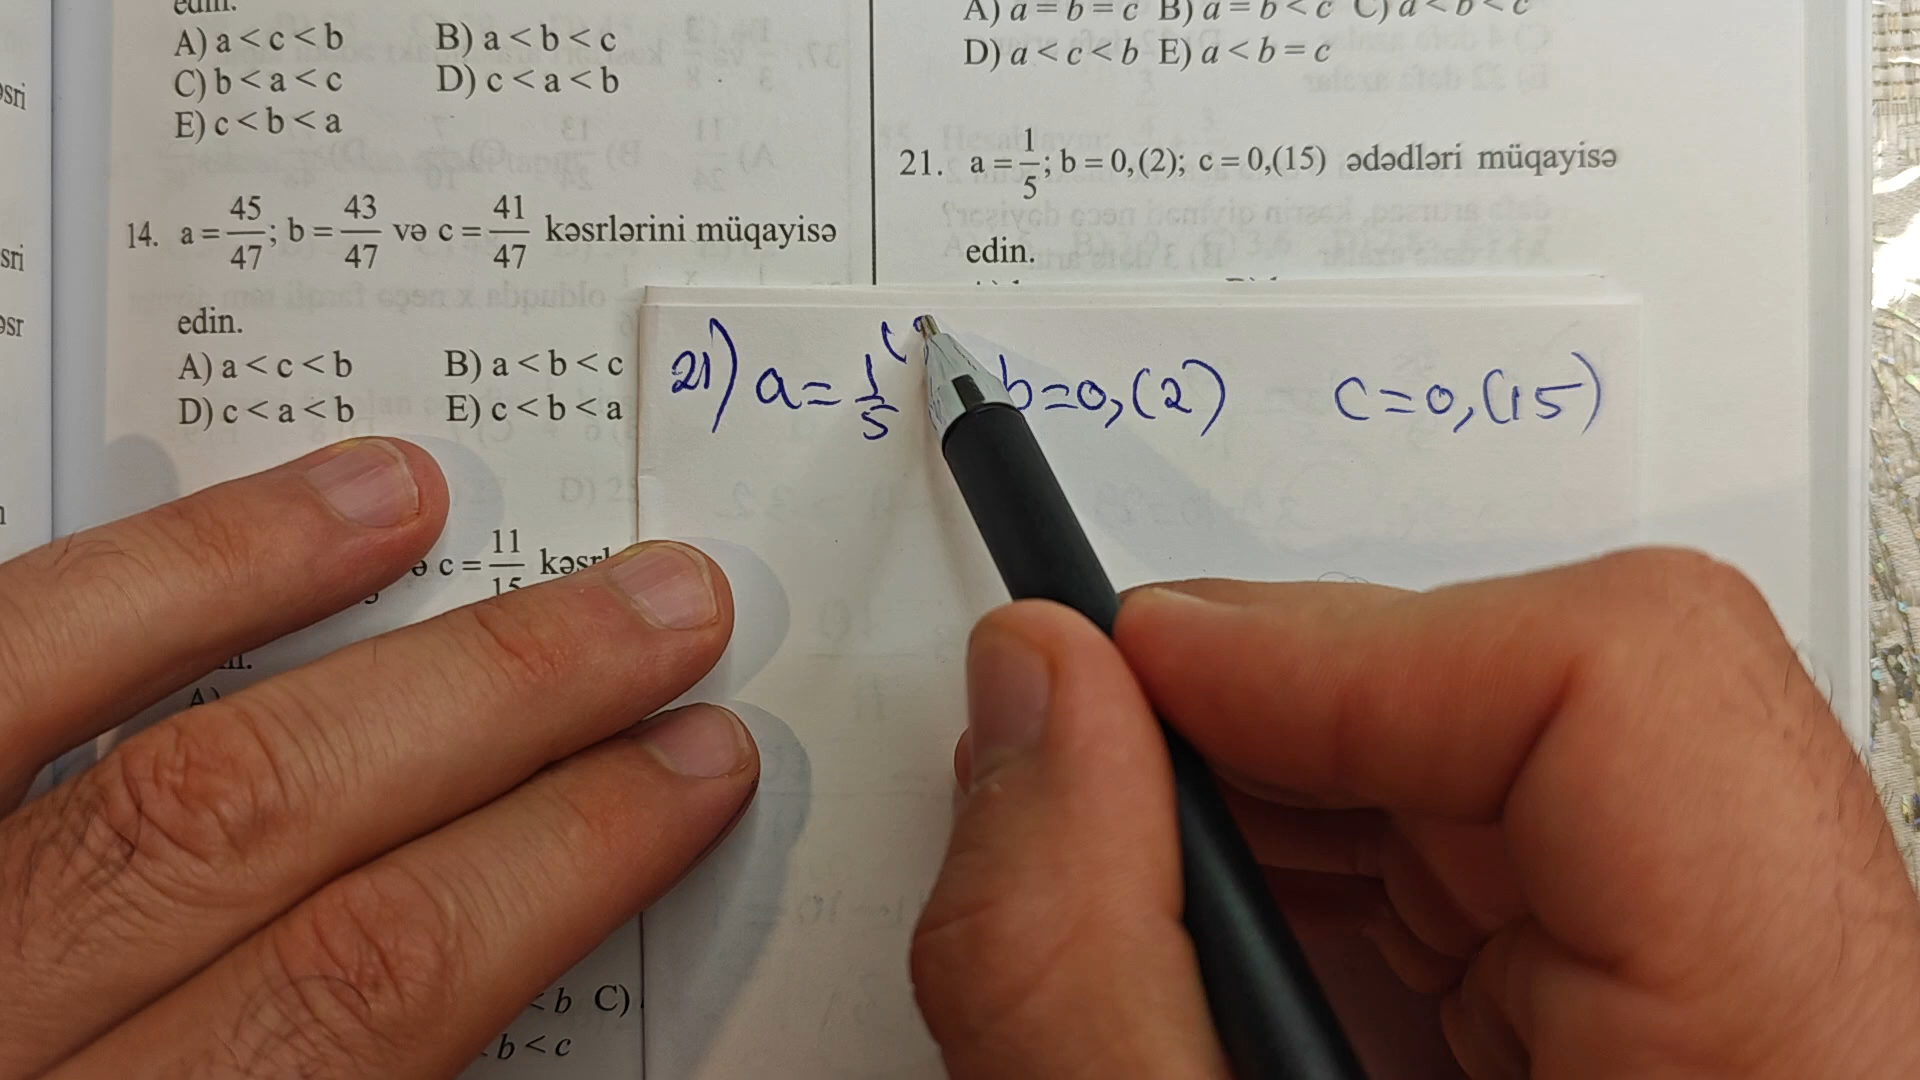 edin.
A) a < c < b B) a < b < c
C) b < a < c D) c < a < b
E) c < b < a
14. a = 45/47; b = 43/47 və c = 41/47 kəsrlərini müqayisə
edin.
A) a < c < b B) a < b < c
D) c < a < b E) c < b < a
c = 11/15
A)
< b C)
b < c
A) a = b = c B) a = b < c C) a < b < c
D) a < c < b E) a < b = c
21. a = 1/5; b = 0,(2); c = 0,(15) ədədləri müqayisə
edin.
21) a = 1/5 b = 0,(2) c = 0,(15)